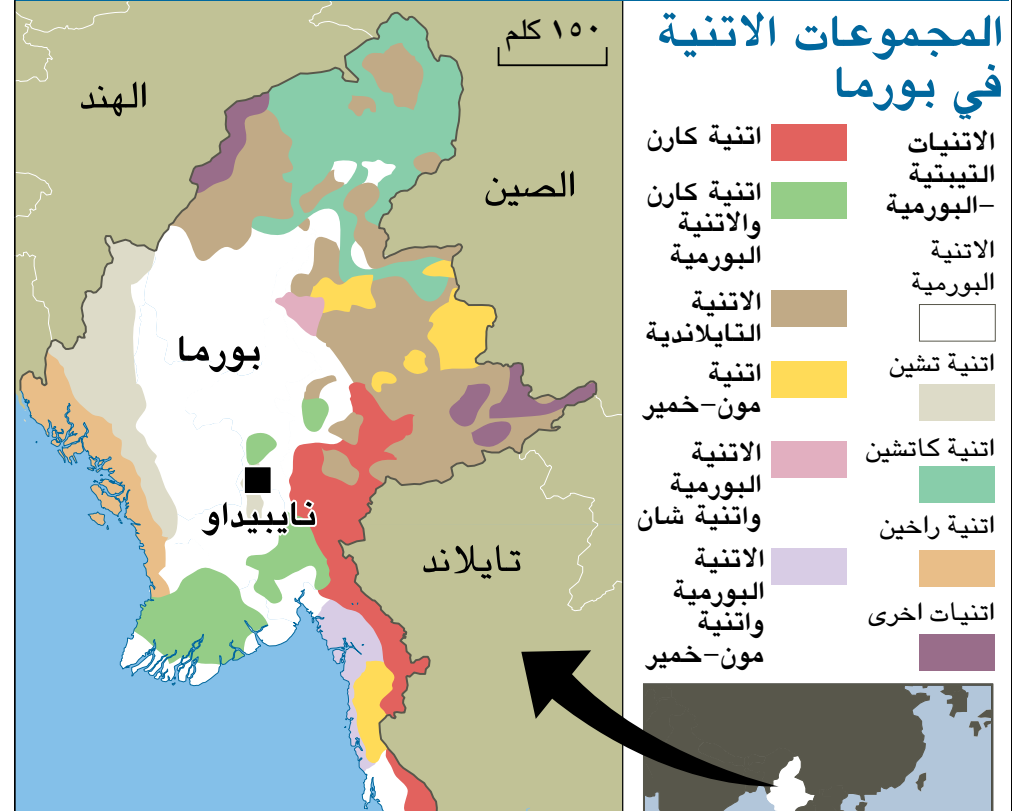 المجموعات الاتنية
في بورما
الاتنيات
التيبتية
–البورمية
الاتنية
البورمية
اتنية تشين
اتنية كاتشين
اتنية راخين
اتنيات اخرى
اتنية كارن
اتنية كارن
والاتنية
البورمية
الاتنية
التايلاندية
اتنية
مون–خمير
الاتنية
البورمية
واتنية شان
الاتنية
البورمية
واتنية
مون–خمير
١٥٠ كلم
الهند
الصين
بورما
نايبيداو
تايلاند